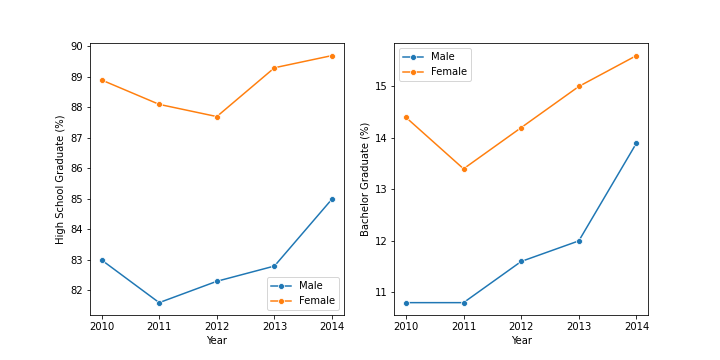 High School Graduate (%)
90
89
88
87
86
85
84
83
82
2010 2011 2012 2013 2014
Year
Male
Female
Bachelor Graduate (%)
15
14
13
12
11
2010 2011 2012 2013 2014
Year
Male
Female